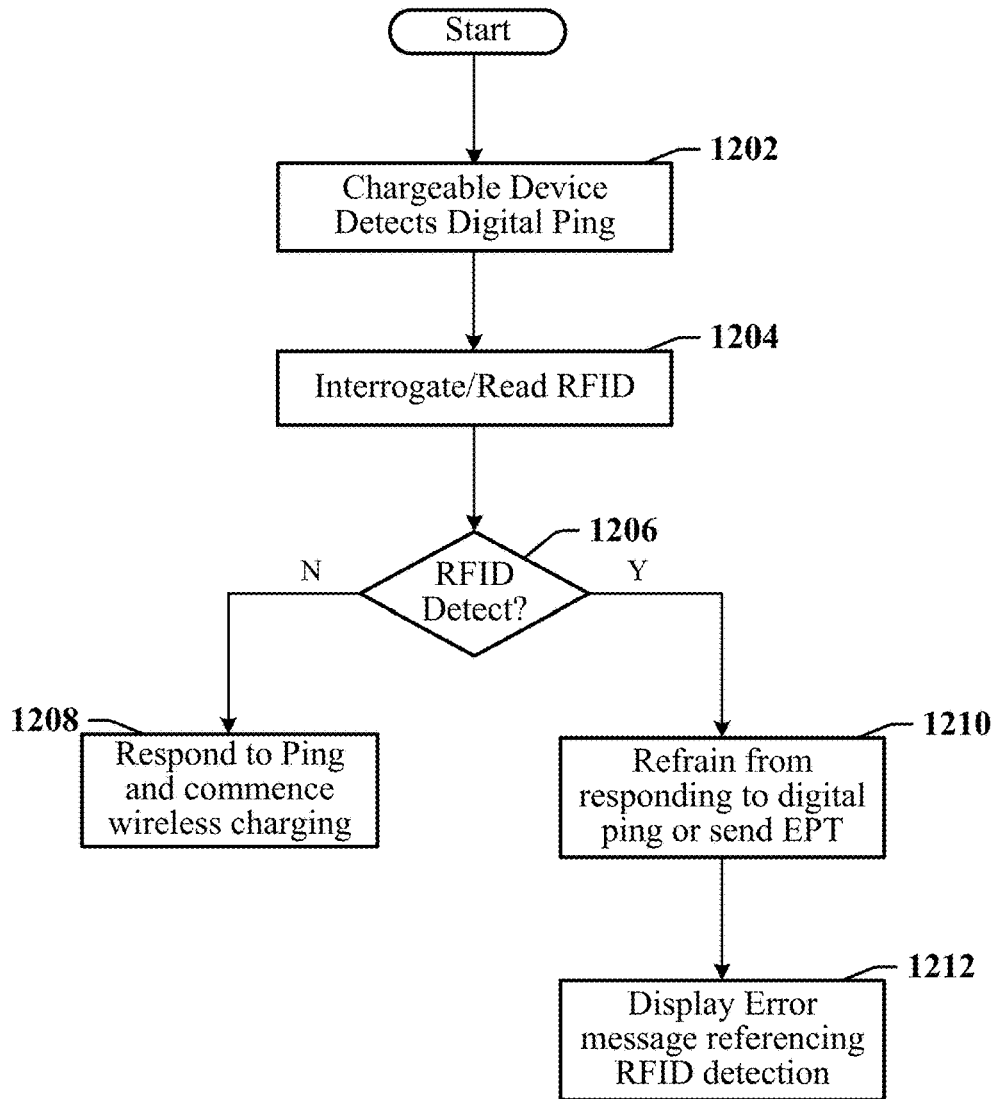 Start
1202
Chargeable Device
Detects Digital Ping
1204
Interrogate/Read RFID
1206
RFID
Detect?
N
Y
1208
Respond to Ping
and commence
wireless charging
1210
Refrain from
responding to digital
ping or send EPT
1212
Display Error
message referencing
RFID detection